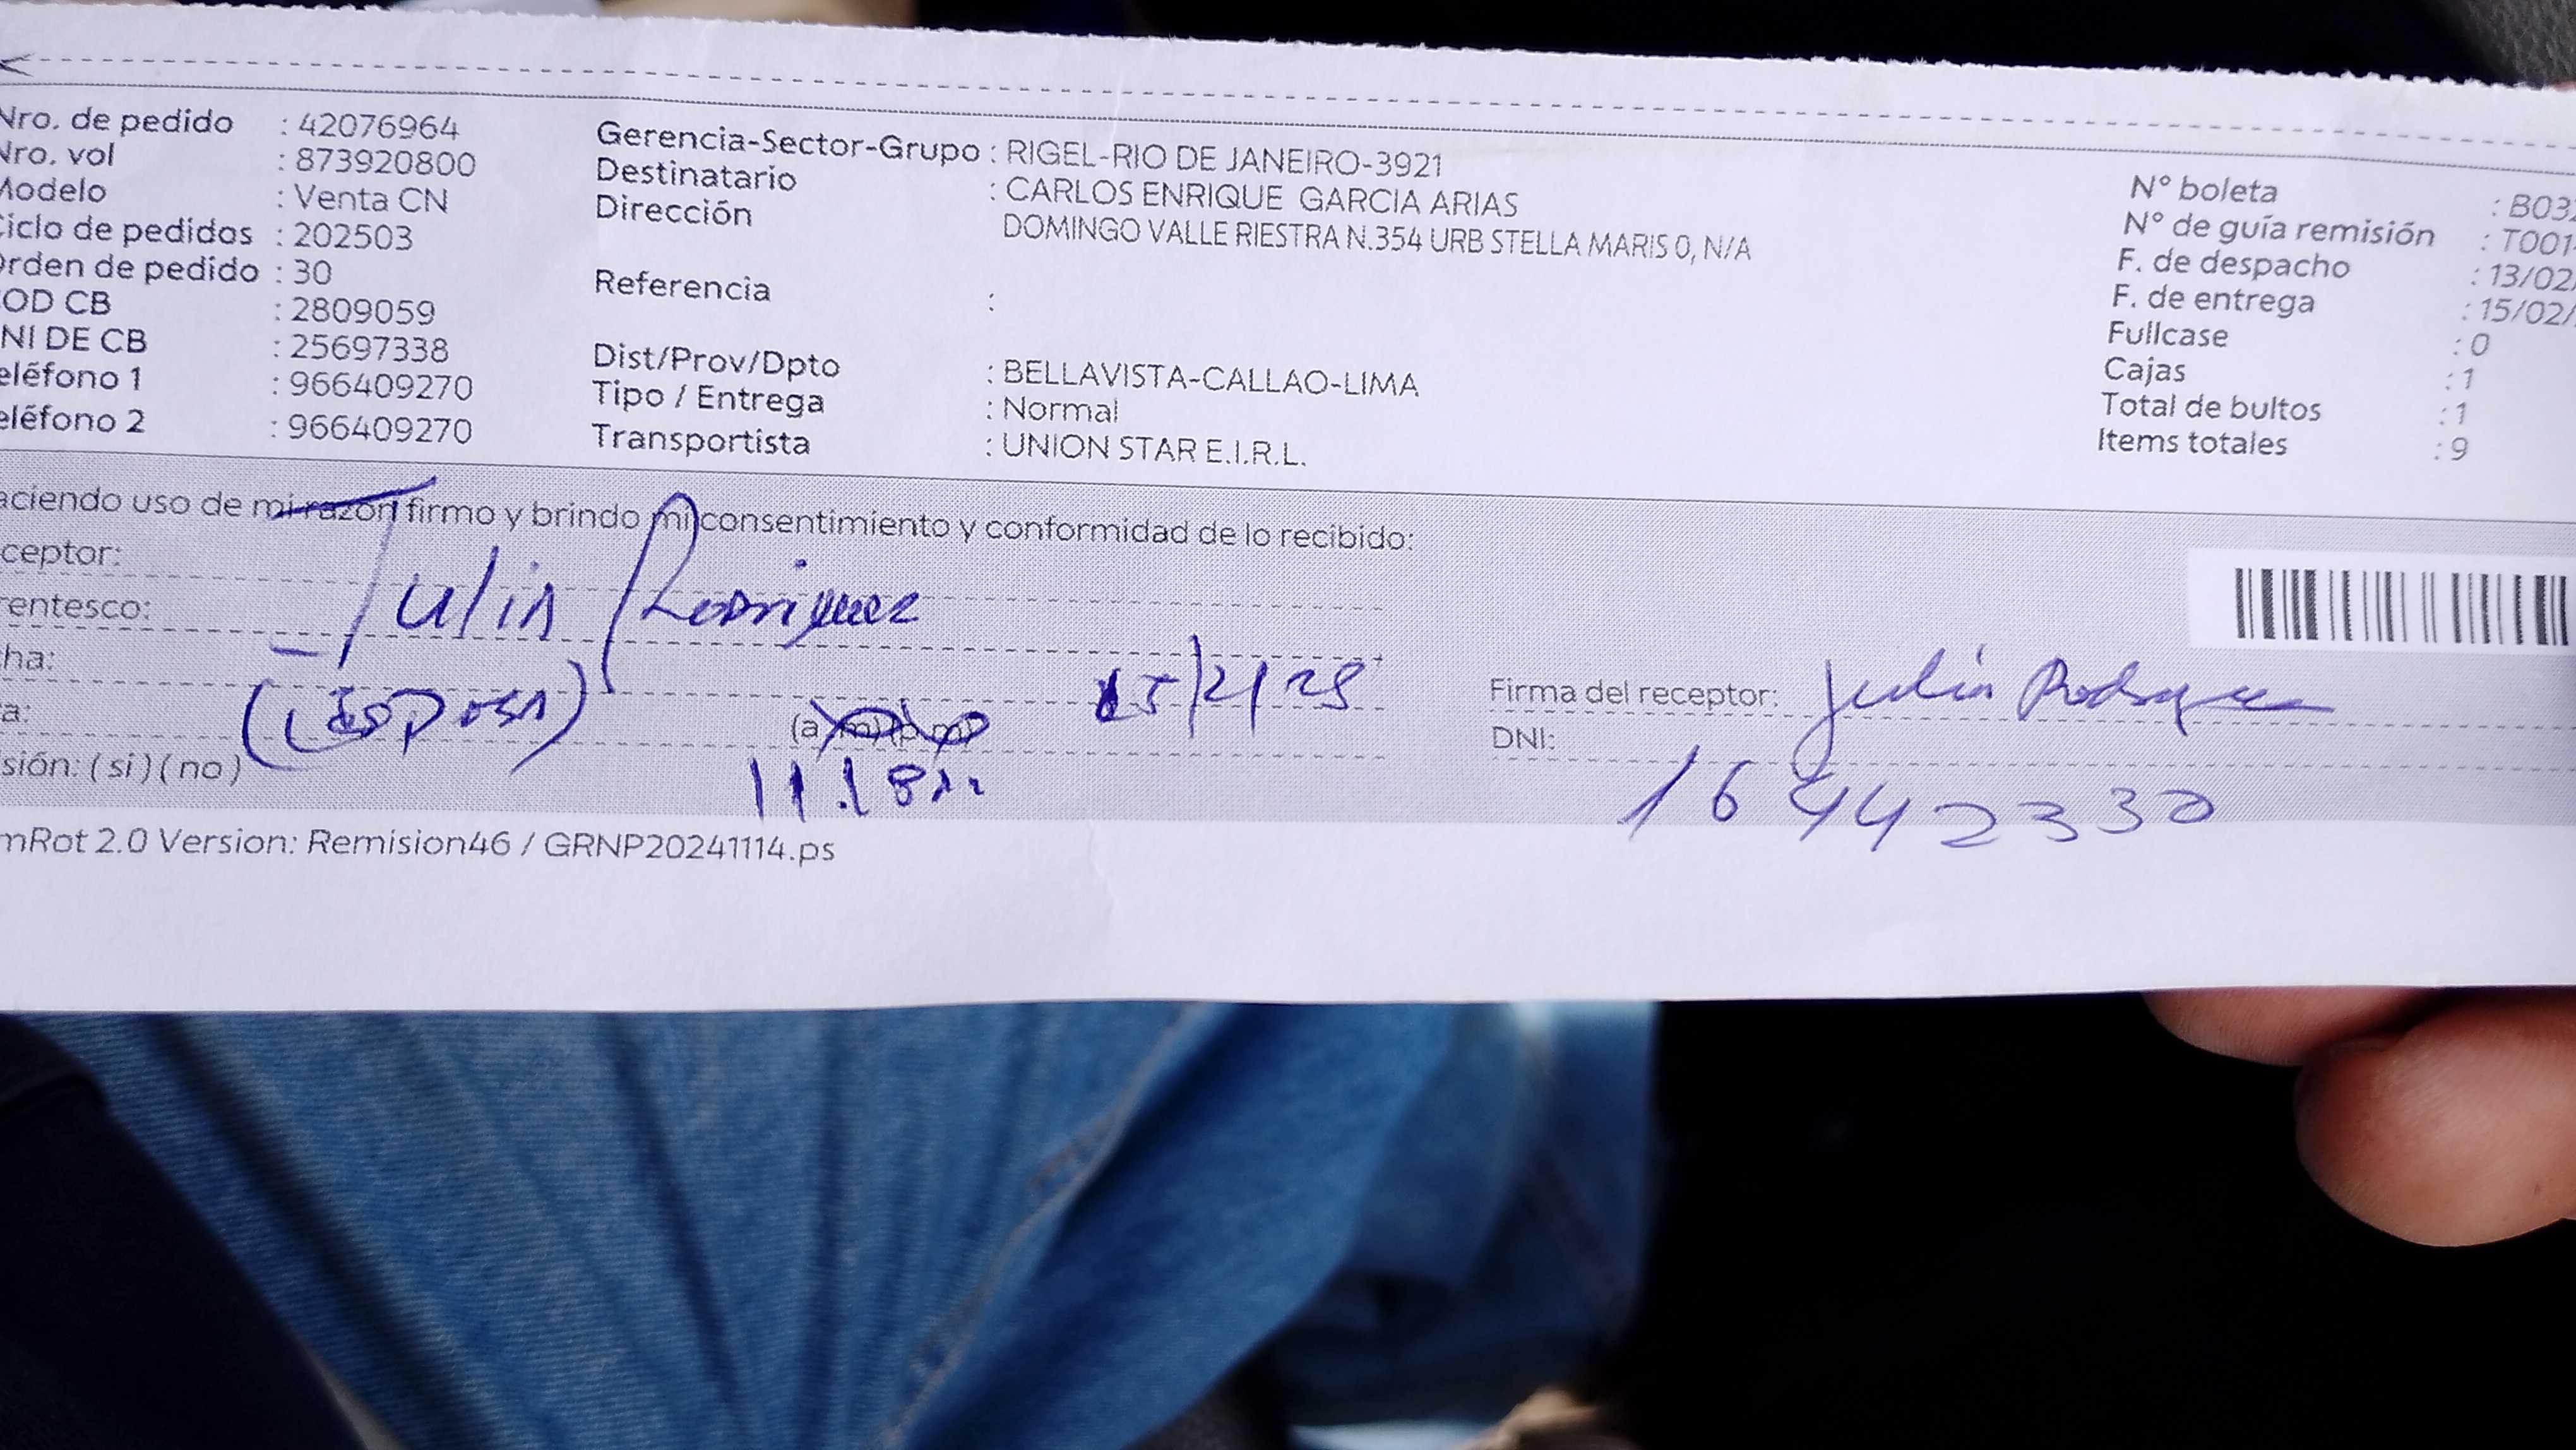 Nro. de pedido : 42076964
Nro. vol : 873920800
Modelo : Venta CN
Ciclo de pedidos : 202503
Orden de pedido : 30
COD CB : 2809059
NI DE CB : 25697338
eléfono 1 : 966409270
eléfono 2 : 966409270
Gerencia-Sector-Grupo : RIGEL-RIO DE JANEIRO-3921
Destinatario : CARLOS ENRIQUE GARCIA ARIAS
Dirección DOMINGO VALLE RIESTRA N.354 URB STELLA MARIS 0, N/A
Referencia :
Dist/Prov/Dpto : BELLAVISTA-CALLAO-LIMA
Tipo / Entrega : Normal
Transportista : UNION STAR E.I.R.L.
N° boleta : B03
N° de guía remisión : T001-
F. de despacho : 13/02/
F. de entrega : 15/02/
Fullcase : 0
Cajas : 1
Total de bultos : 1
Items totales : 9
aciendo uso de mi razón firmo y brindo mi consentimiento y conformidad de lo recibido:
ceptor:
rentesco: Julia Rodriguez
cha:
(Esposa) 15/2/25
a: (a
11.18
sión: ( si ) ( no )
Firma del receptor: Julia Rodriguez
DNI:
16442330
mRot 2.0 Version: Remision46 / GRNP20241114.ps